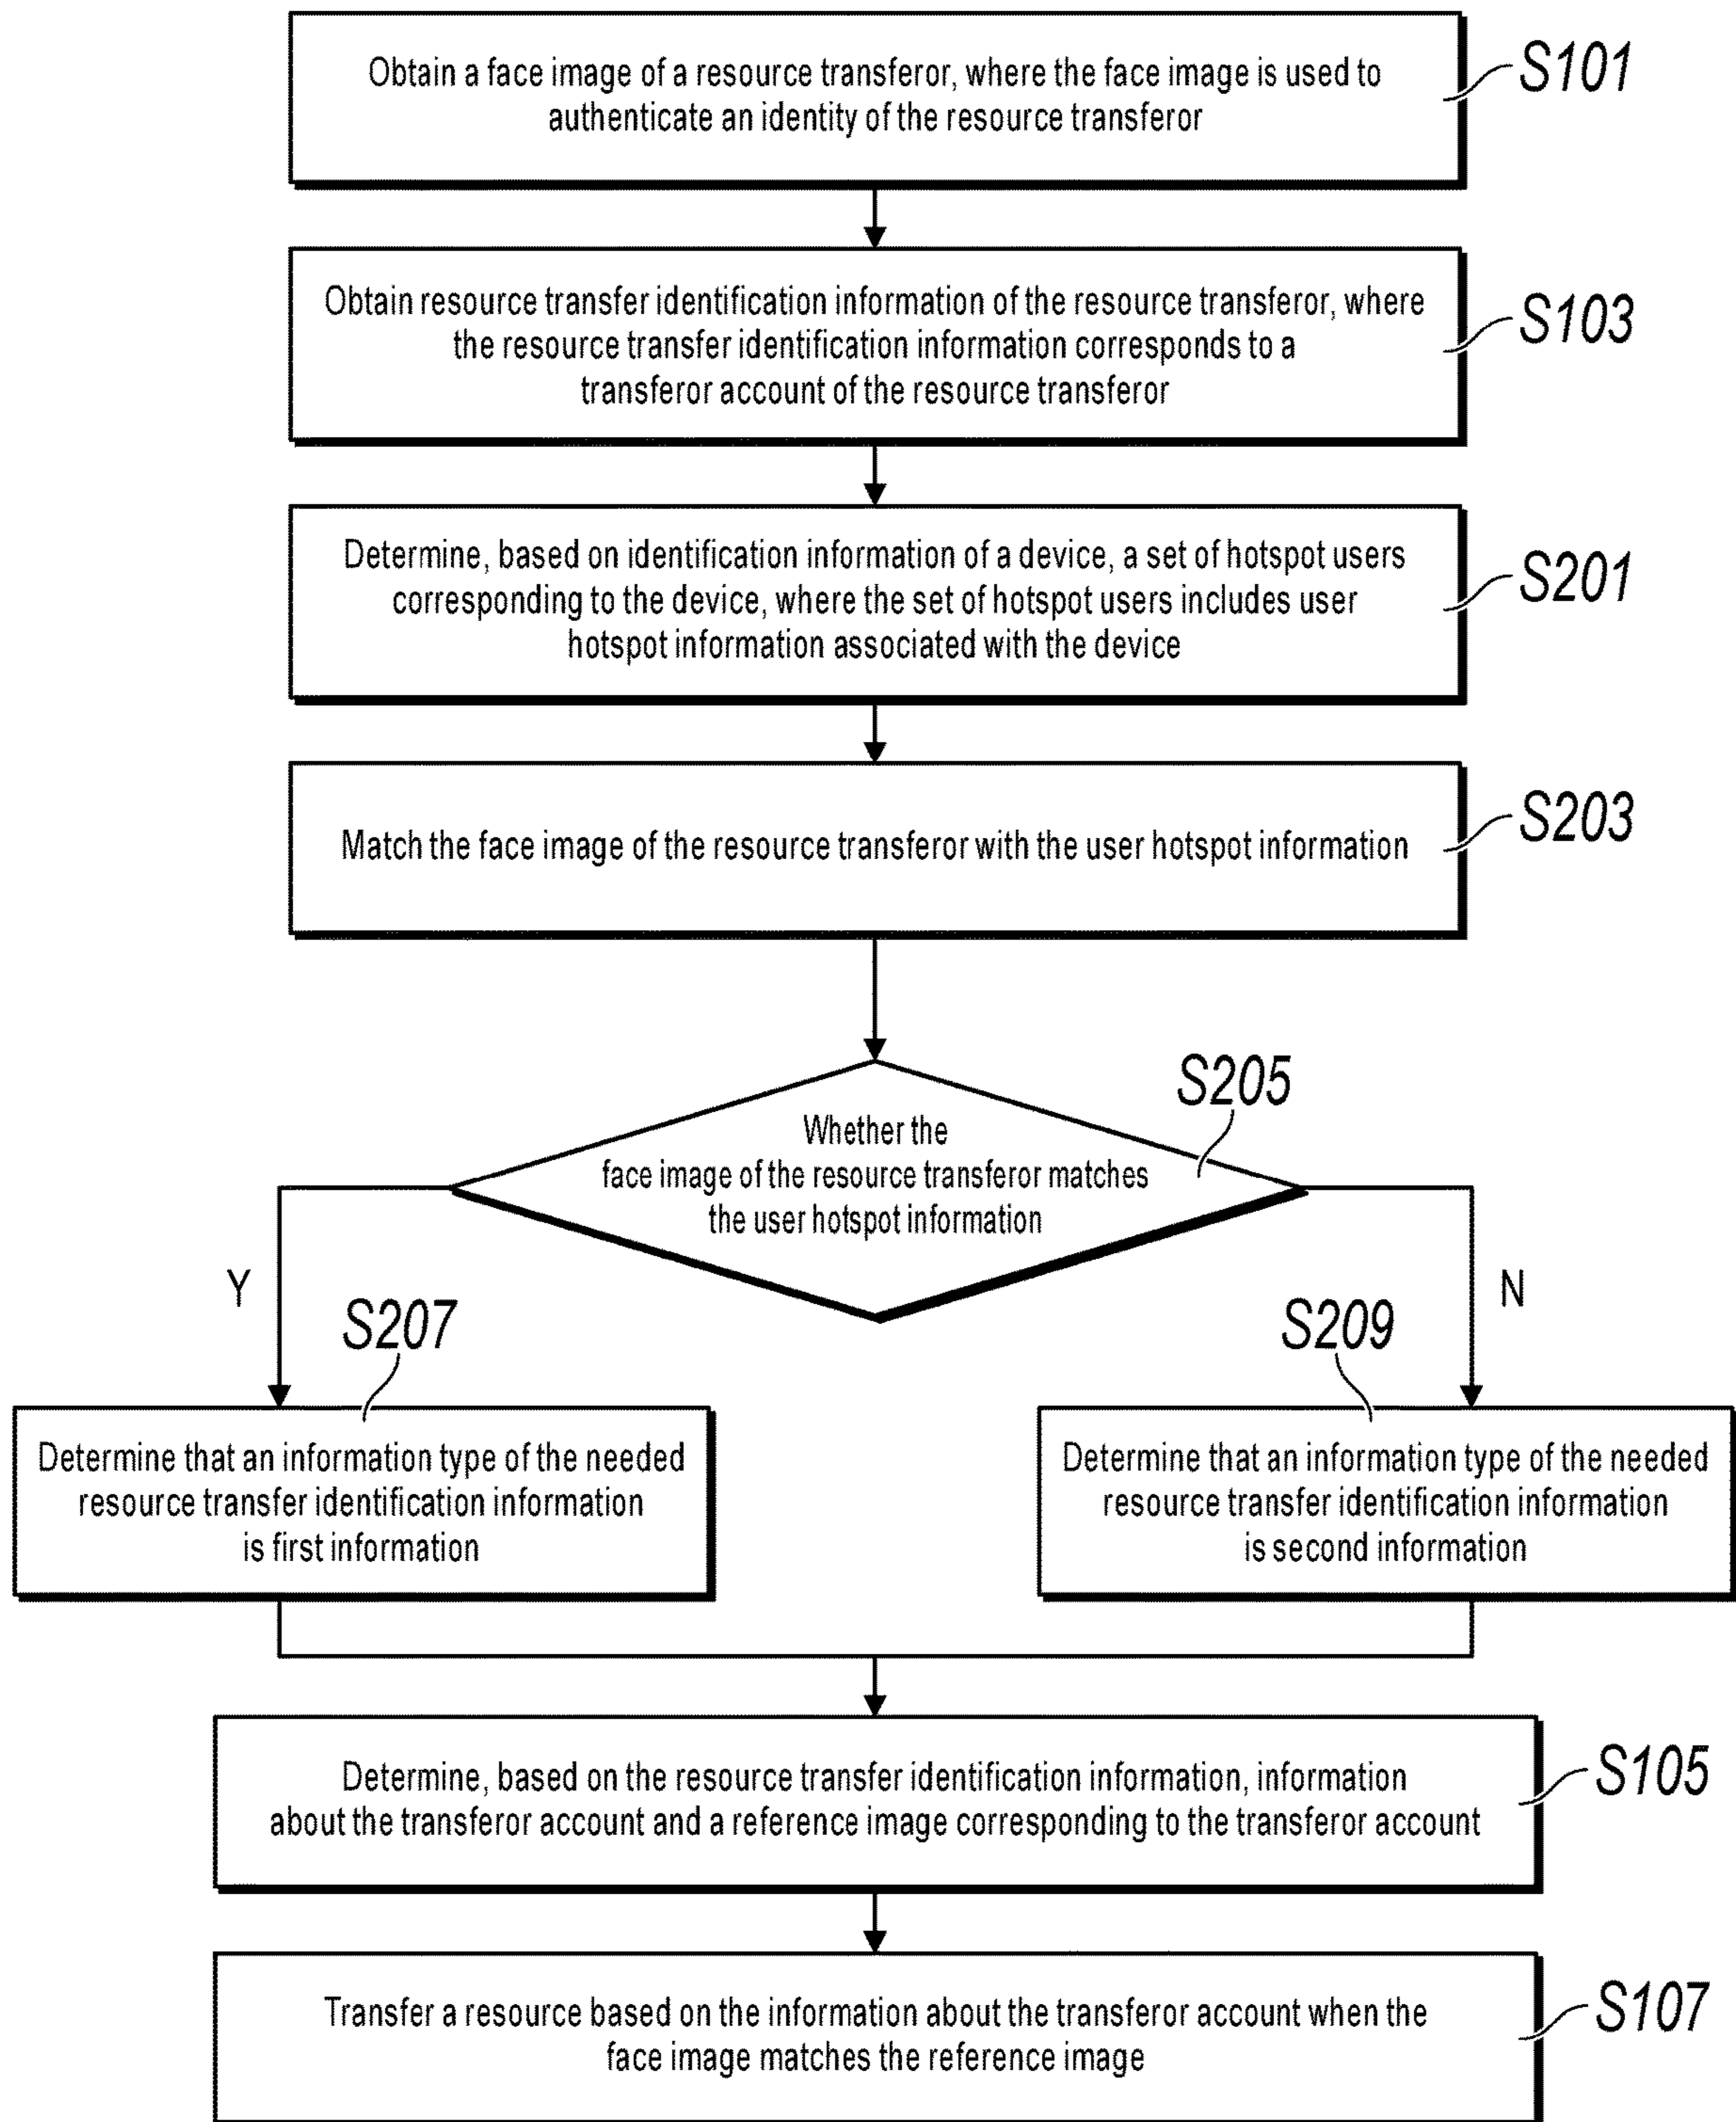 Obtain a face image of a resource transferor, where the face image is used to
authenticate an identity of the resource transferor
S101
Obtain resource transfer identification information of the resource transferor, where
the resource transfer identification information corresponds to a
transferor account of the resource transferor
S103
Determine, based on identification information of a device, a set of hotspot users
corresponding to the device, where the set of hotspot users includes user
hotspot information associated with the device
S201
Match the face image of the resource transferor with the user hotspot information
S203
S205
Whether the
face image of the resource transferor matches
the user hotspot information
Y
N
S207
Determine that an information type of the needed
resource transfer identification information
is first information
S209
Determine that an information type of the needed
resource transfer identification information
is second information
Determine, based on the resource transfer identification information, information
about the transferor account and a reference image corresponding to the transferor account
S105
Transfer a resource based on the information about the transferor account when the
face image matches the reference image
S107